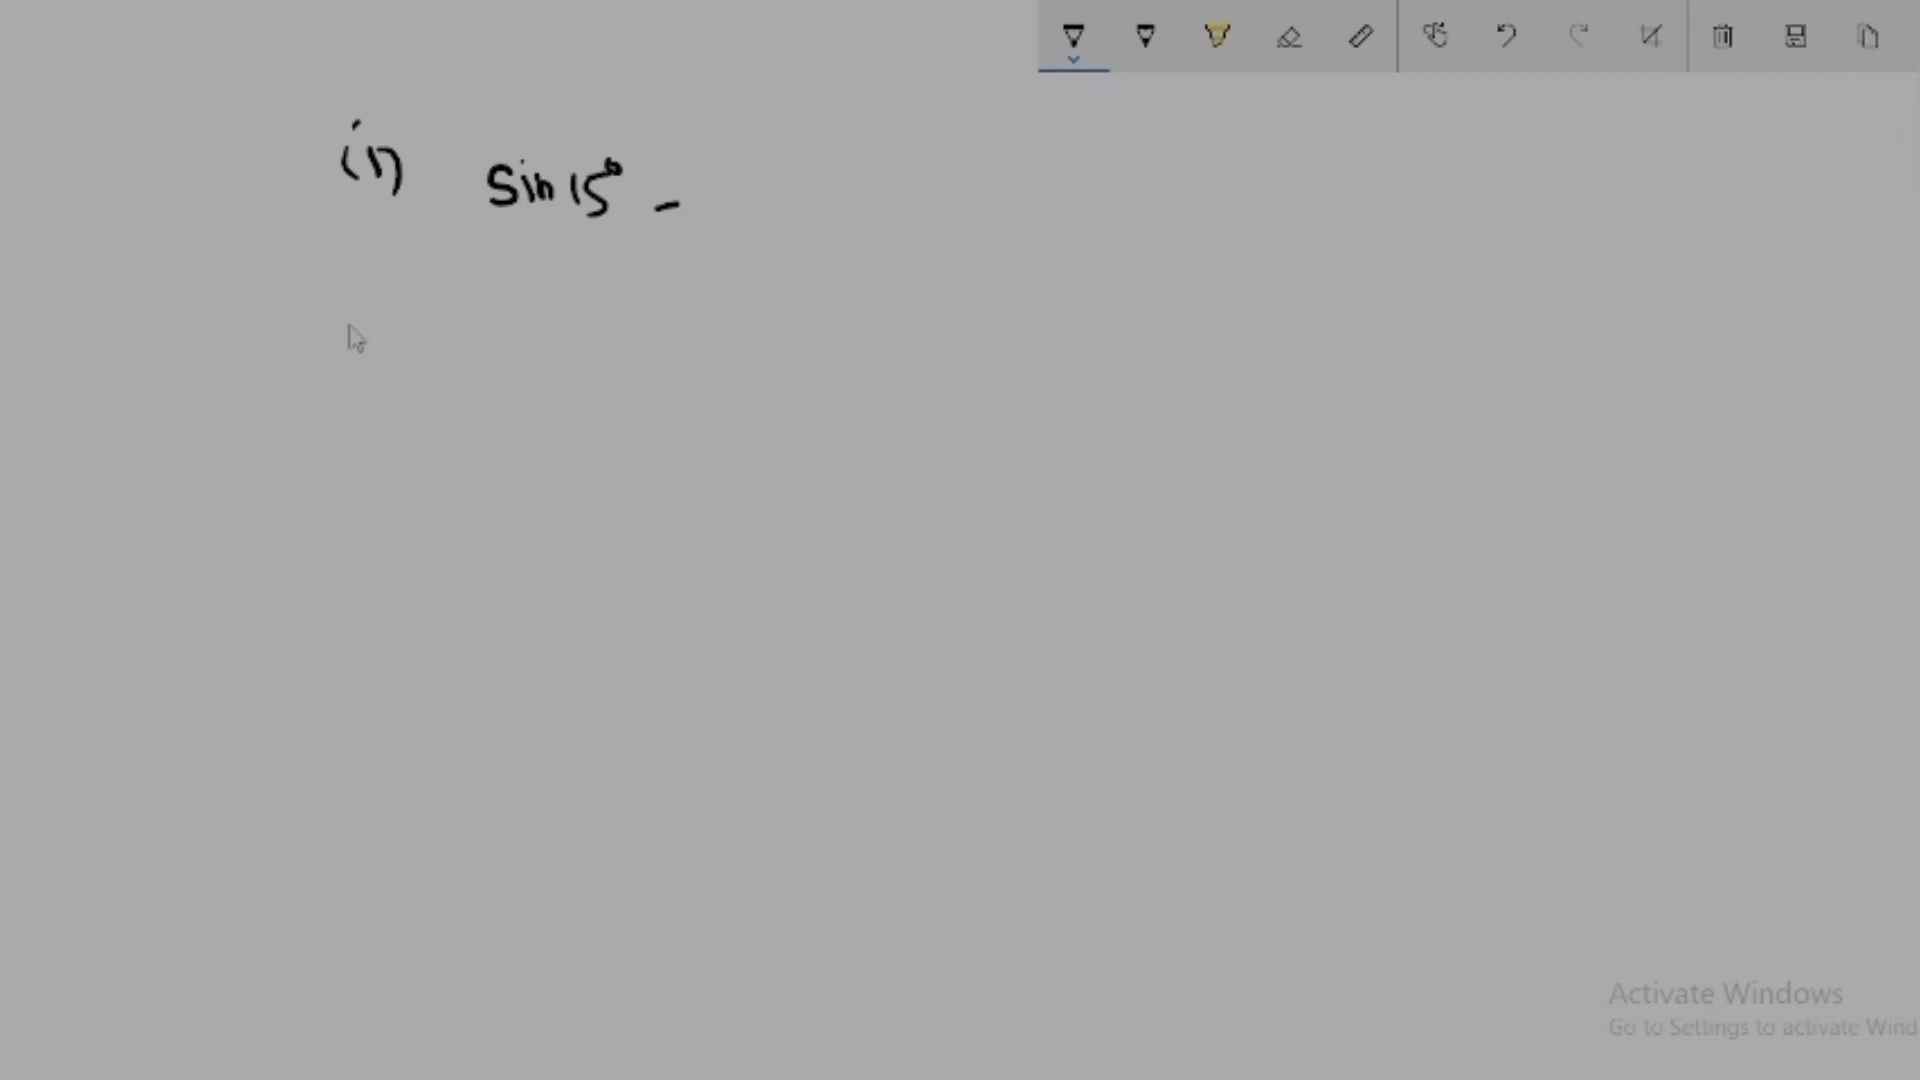 (i) Sin 15° -
Activate Windows
Go to Settings to activate Wind